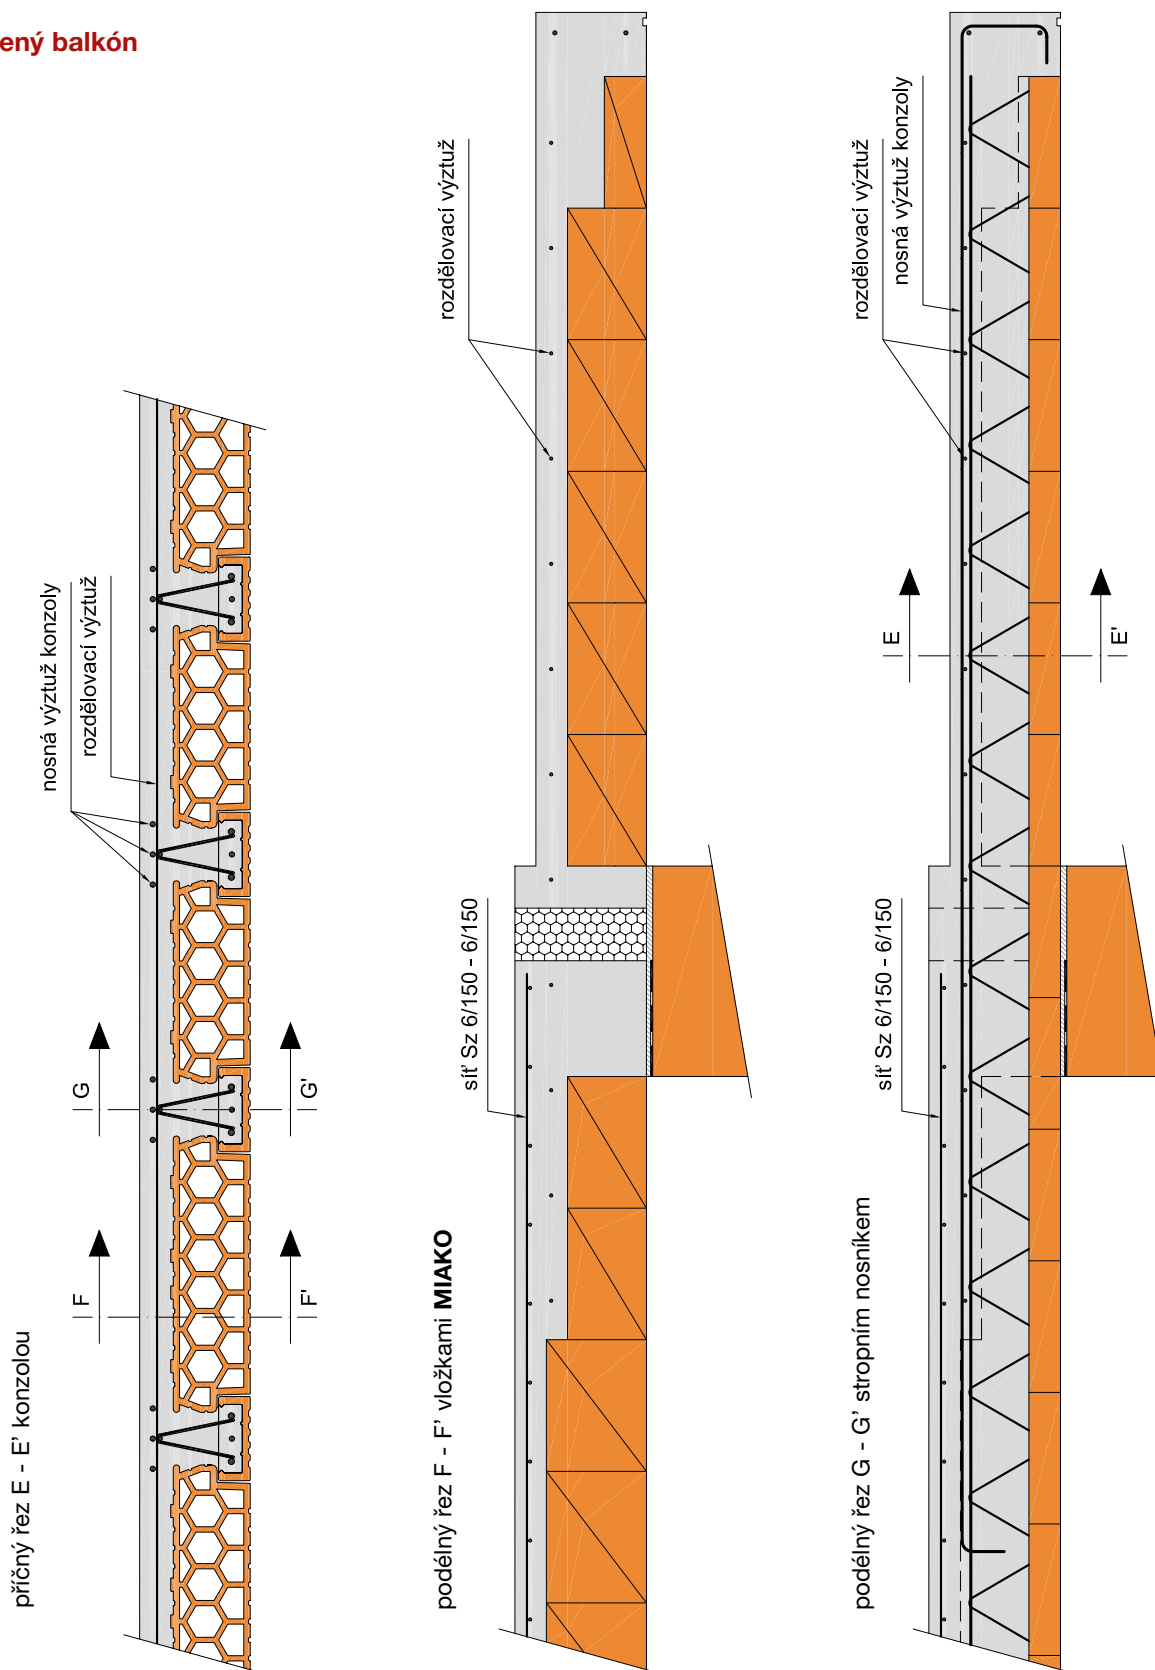 ený balkón
příčný řez E - E’ konzolou
nosná výztuž konzoly
rozdělovací výztuž
F
F'
G
G'
podélný řez F - F’ vložkami MIAKO
síť Sz 6/150 - 6/150
rozdělovací výztuž
podélný řez G - G’ stropním nosníkem
síť Sz 6/150 - 6/150
rozdělovací výztuž
nosná výztuž konzoly
E
E'